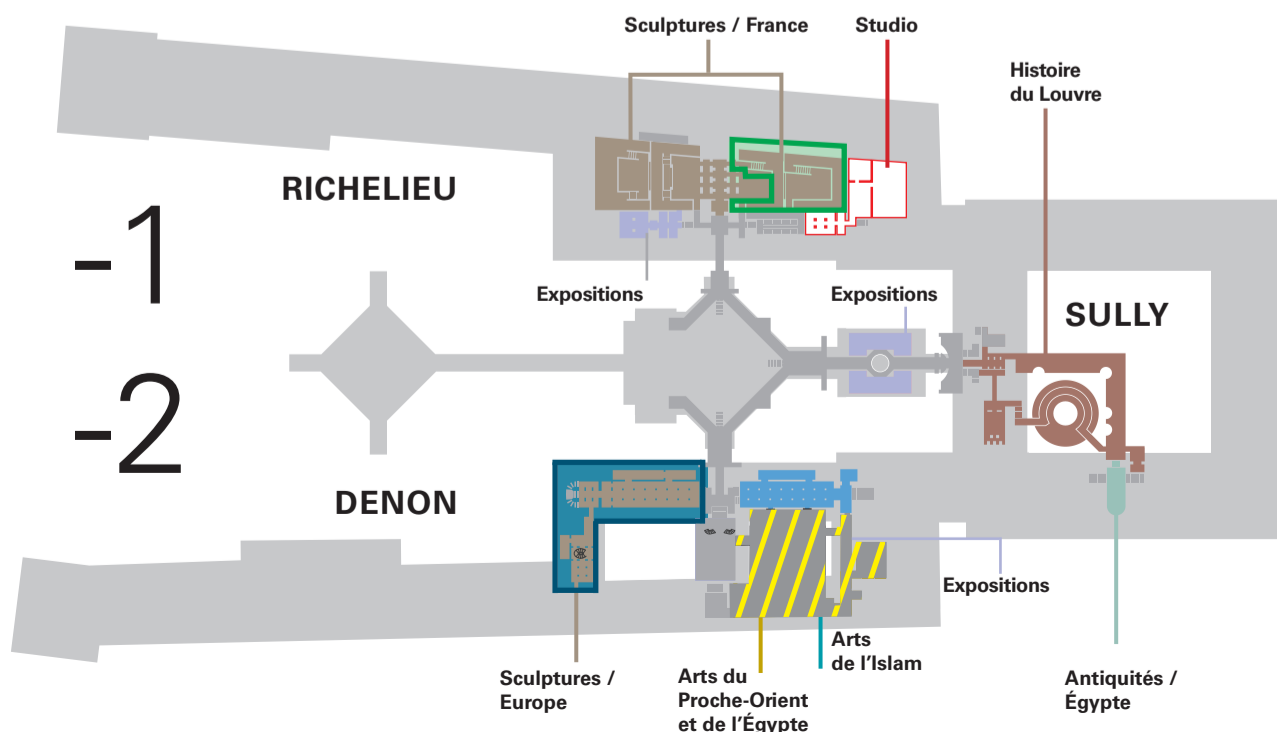 Sculptures / France
Studio
Histoire
du Louvre
RICHELIEU
-1
Expositions
Expositions
SULLY
-2
DENON
Expositions
Sculptures /
Europe
Arts du
Proche-Orient
et de l’Égypte
Arts
de l’Islam
Antiquités /
Égypte